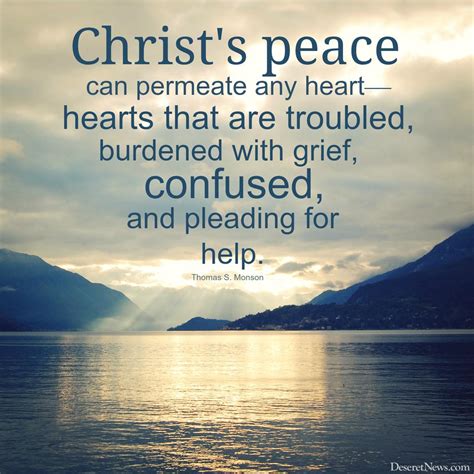 Christ's peace
can permeate any heart—
hearts that are troubled,
burdened with grief,
confused,
and pleading for
help.
Thomas S. Monson
DeseretNews.com